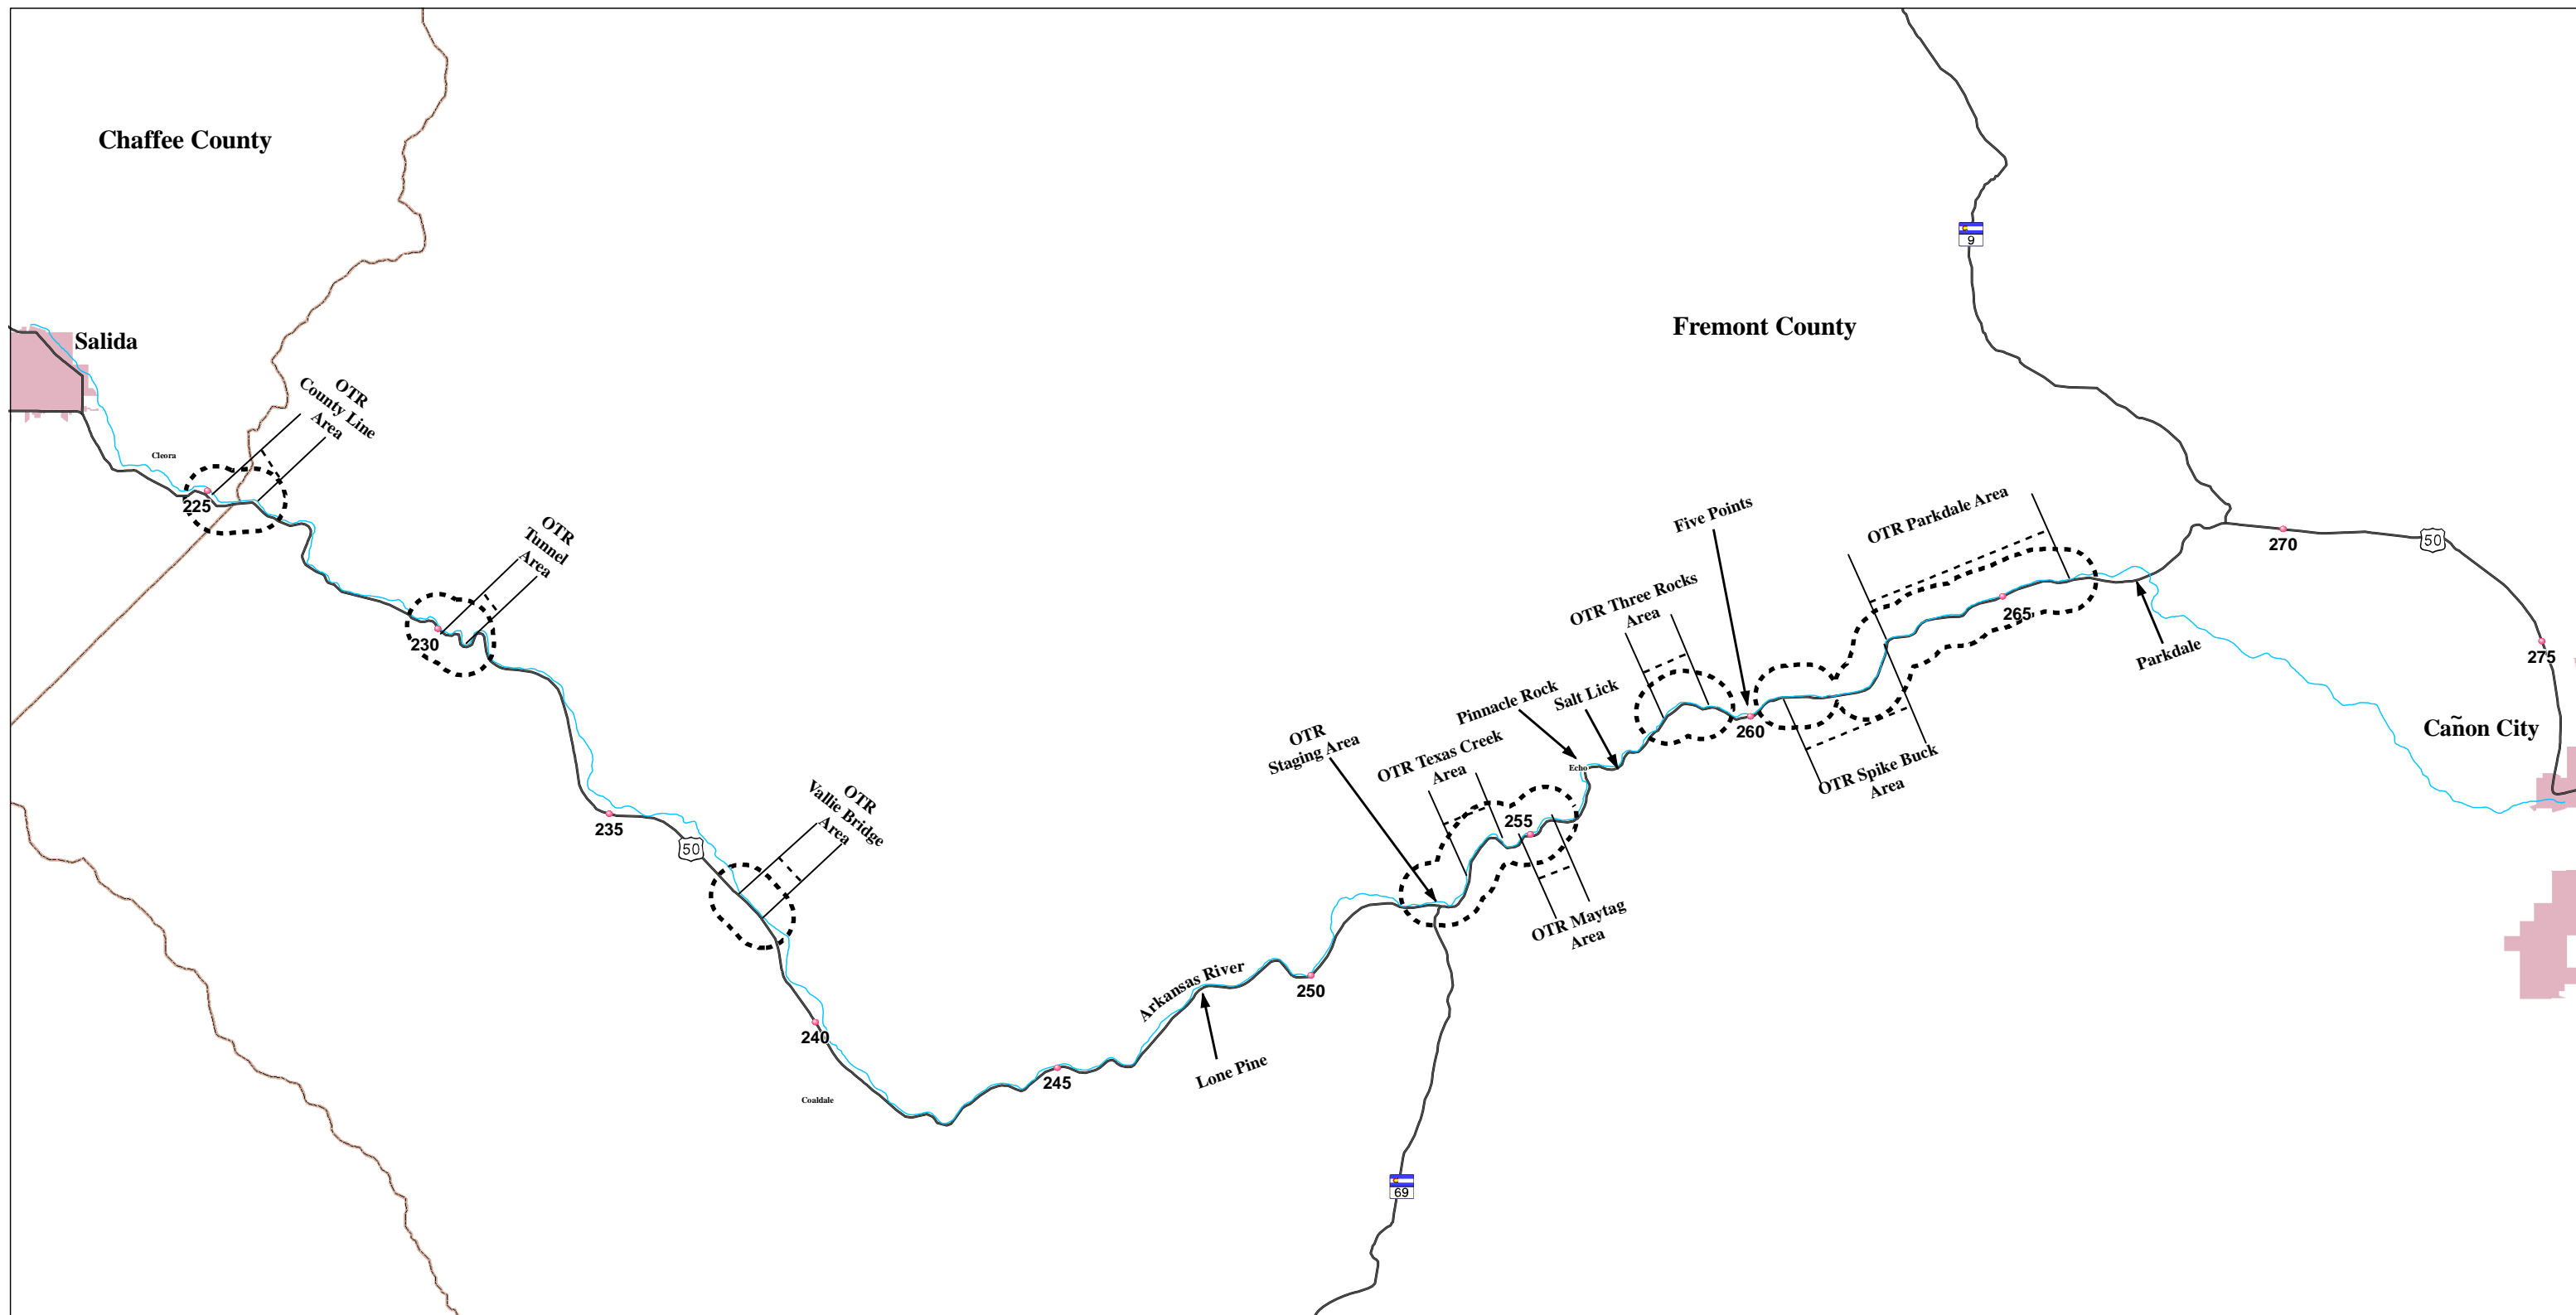 Chaffee County
9
Fremont County
Salida
OTR
County Line
Area
Cleora
225
OTR
Tunnel
Area
230
235
50
OTR
Vallie Bridge
Area
240
Coaldale
245
Arkansas River
Lone Pine
250
OTR
Staging Area
OTR Texas Creek
Area
255
OTR Maytag
Area
69
Pinnacle Rock
Echo
Salt Lick
OTR Three Rocks
Area
Five Points
260
OTR Spike Buck
Area
OTR Parkdale Area
265
Parkdale
270
50
275
Cañon City